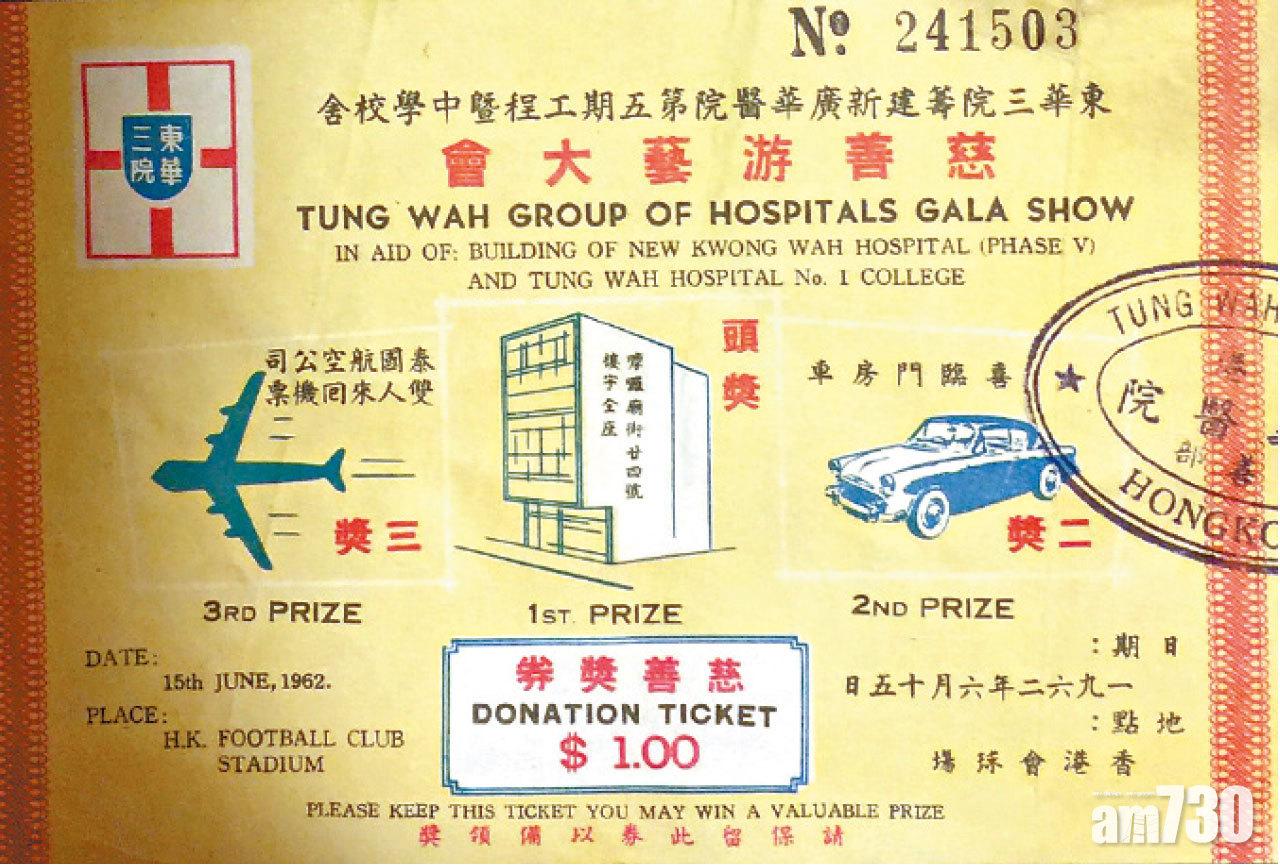 No. 241503
東華
三院
東華三院籌建新廣華醫院第五期工程暨中學校舍
慈善游藝大會
TUNG WAH GROUP OF HOSPITALS GALA SHOW
IN AID OF: BUILDING OF NEW KWONG WAH HOSPITAL (PHASE V)
AND TUNG WAH HOSPITAL No. 1 COLLEGE
泰國航空公司
雙人來回機票
三獎
3RD PRIZE
頭獎
嚤囉廟街廿四號
樓宇全座
1ST. PRIZE
喜臨門房車
二獎
2ND PRIZE
TUNG WAH
醫院
HONGKO
DATE:
15th JUNE, 1962.
PLACE:
H.K. FOOTBALL CLUB
STADIUM
慈善獎券
DONATION TICKET
$ 1.00
日期:
一九六二年六月十五日
地點:
香港會球場
PLEASE KEEP THIS TICKET YOU MAY WIN A VALUABLE PRIZE
請保留此券以備領獎
am730